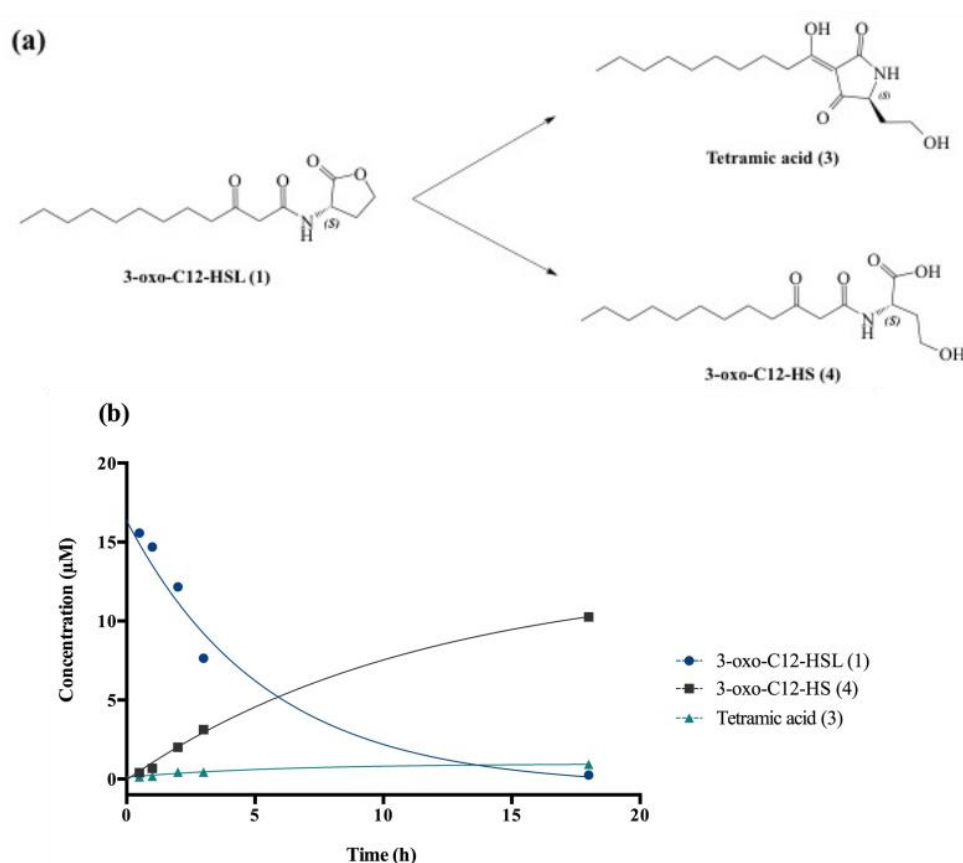 (a)
OH
O
NH
(S)
O
OH
Tetramic acid (3)
O
O
O
O
N
H
(S)
3-oxo-C12-HSL (1)
O
OH
O
O
N
H
(S)
OH
3-oxo-C12-HS (4)
(b)
Concentration (µM)
20
15
10
5
0
0
5
10
15
20
Time (h)
3-oxo-C12-HSL (1)
3-oxo-C12-HS (4)
Tetramic acid (3)